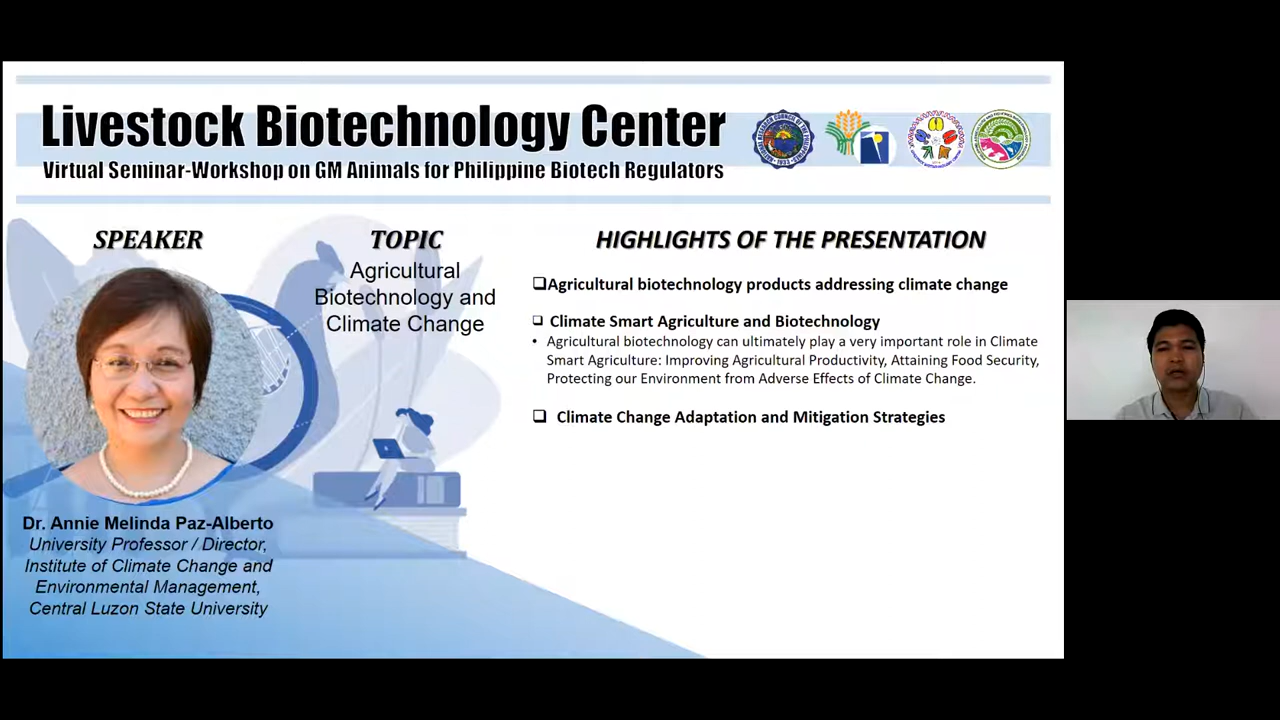 Livestock Biotechnology Center
Virtual Seminar-Workshop on GM Animals for Philippine Biotech Regulators
SPEAKER
Dr. Annie Melinda Paz-Alberto
University Professor / Director,
Institute of Climate Change and
Environmental Management,
Central Luzon State University
TOPIC
Agricultural
Biotechnology and
Climate Change
HIGHLIGHTS OF THE PRESENTATION
❑Agricultural biotechnology products addressing climate change
❑ Climate Smart Agriculture and Biotechnology
• Agricultural biotechnology can ultimately play a very important role in Climate
Smart Agriculture: Improving Agricultural Productivity, Attaining Food Security,
Protecting our Environment from Adverse Effects of Climate Change.
❑ Climate Change Adaptation and Mitigation Strategies